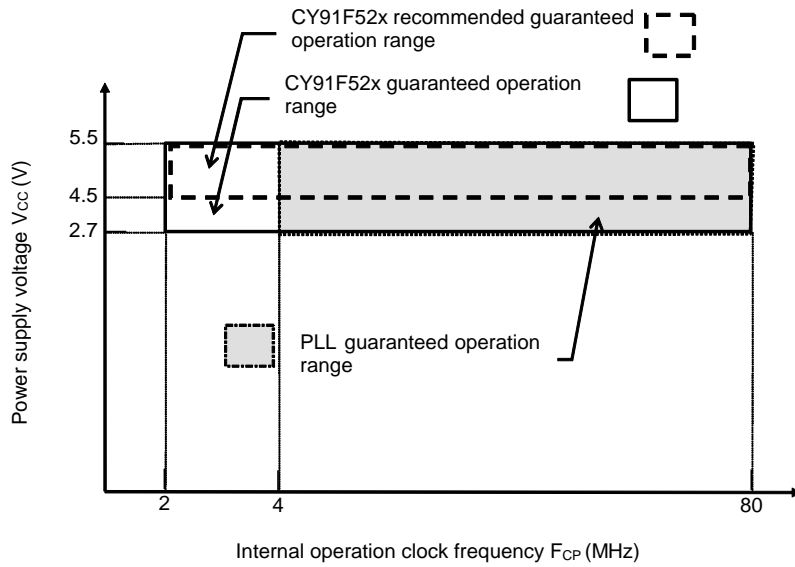 CY91F52x recommended guaranteed
operation range
CY91F52x guaranteed operation
range
5.5
4.5
2.7
Power supply voltage VCC (V)
PLL guaranteed operation
range
2
4
80
Internal operation clock frequency FCP (MHz)